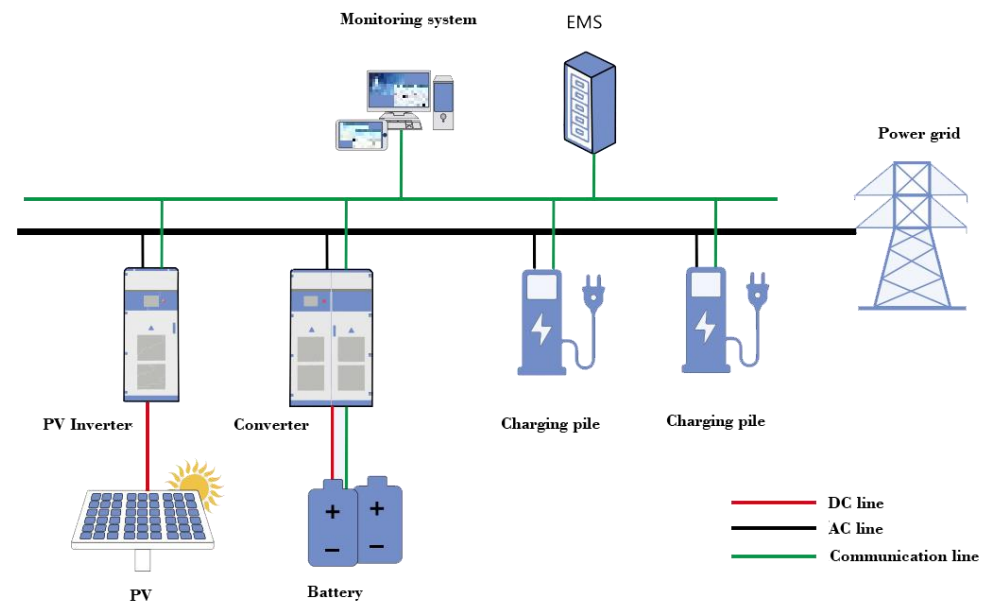 Monitoring system
EMS
Power grid
PV Inverter
Converter
Charging pile
Charging pile
DC line
AC line
Communication line
PV
Battery